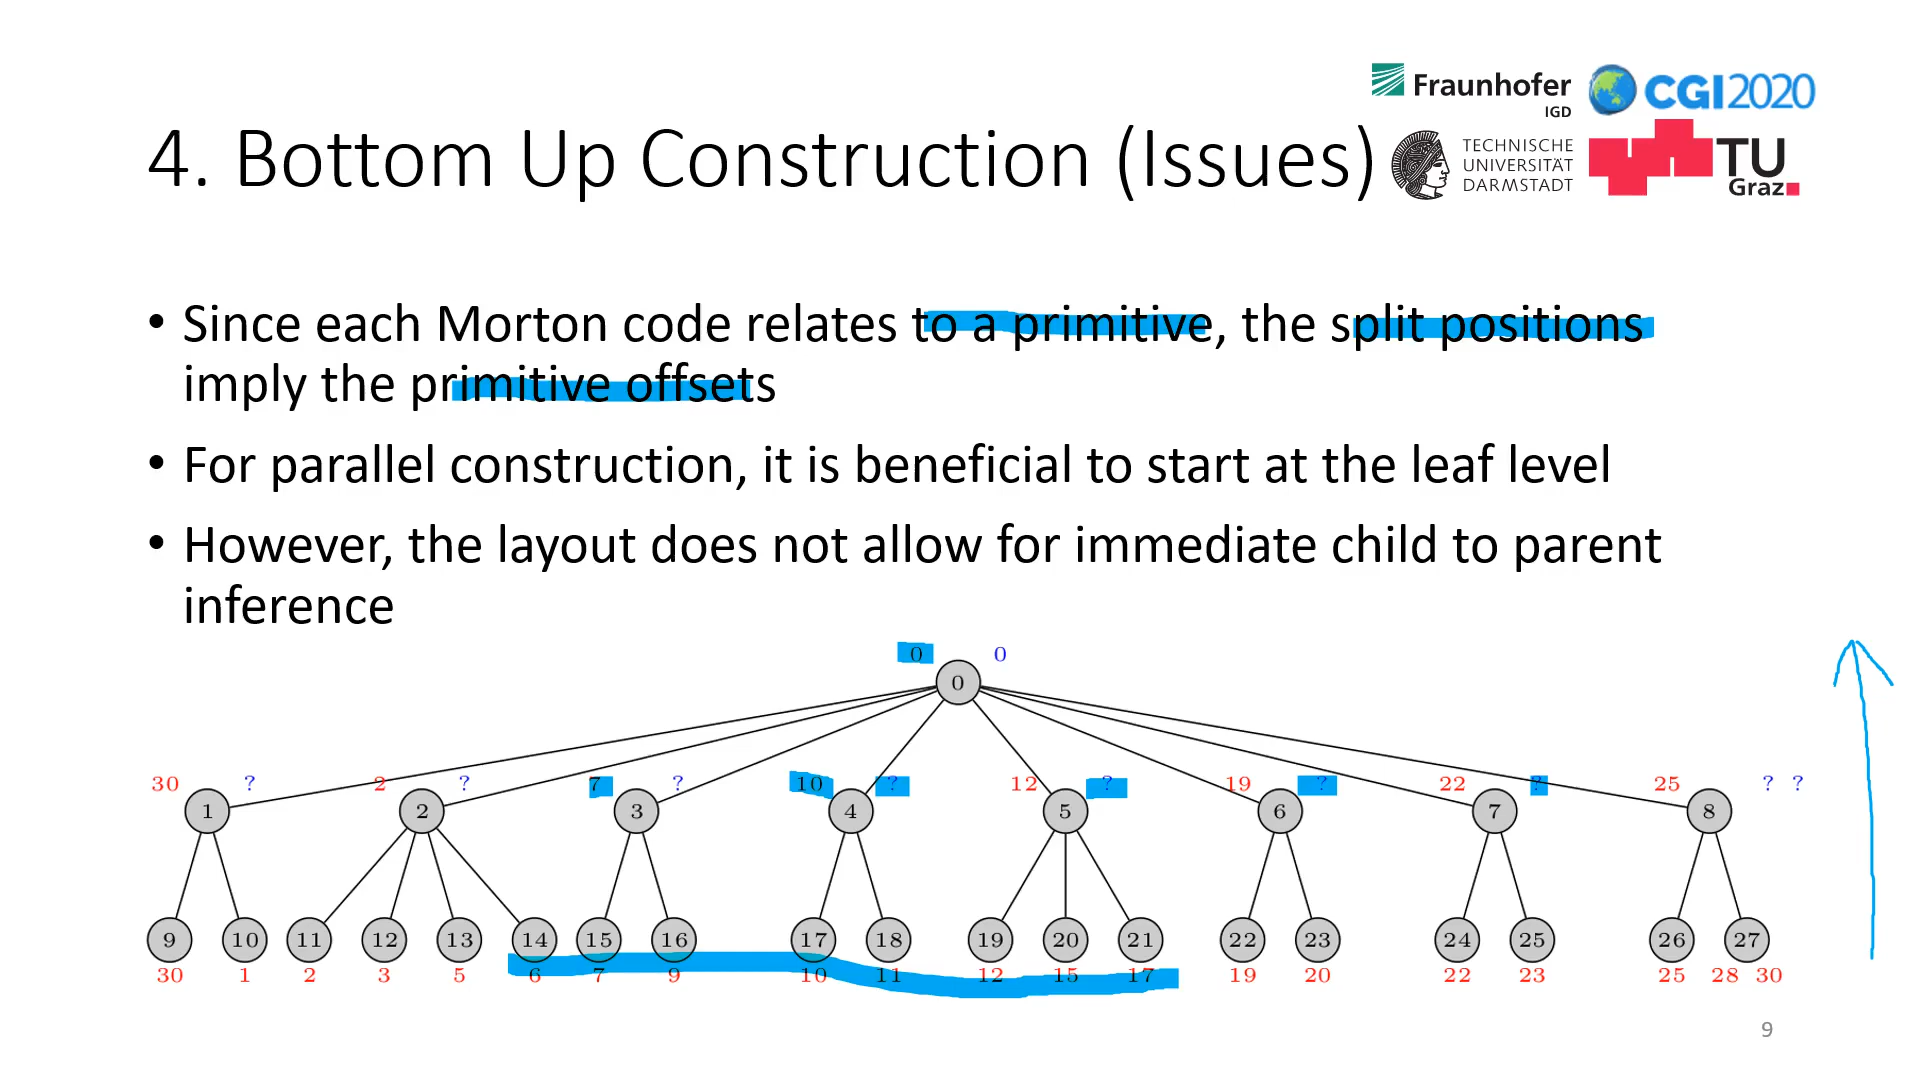 Fraunhofer
IGD
CGI2020
TECHNISCHE
UNIVERSITÄT
DARMSTADT
TU
Graz
4. Bottom Up Construction (Issues)
• Since each Morton code relates to a primitive, the split positions
imply the primitive offsets
• For parallel construction, it is beneficial to start at the leaf level
• However, the layout does not allow for immediate child to parent
inference
0 0
0
30 ? 2 ? 7 ? 10 ? 12 ? 19 ? 22 ? 25 ? ?
1 2 3 4 5 6 7 8
9 10 11 12 13 14 15 16 17 18 19 20 21 22 23 24 25 26 27
30 1 2 3 5 6 7 9 10 11 12 15 17 19 20 22 23 25 28 30
9